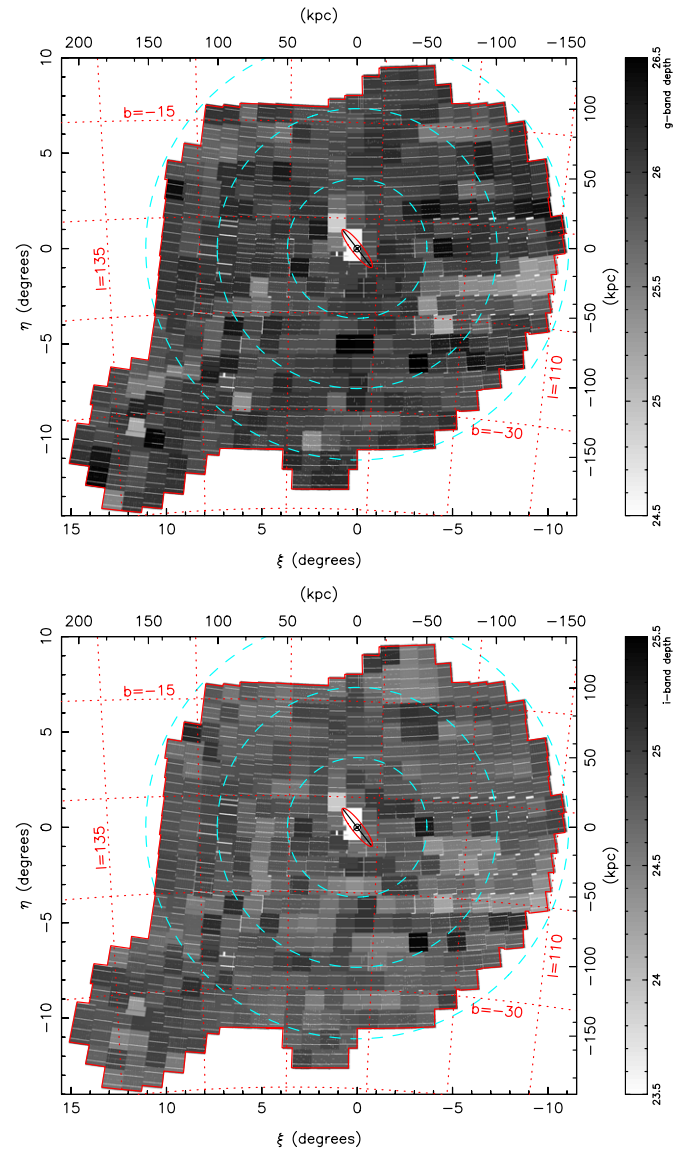 (kpc)
200 150 100 50 0 −50 −100 −150
10
5
0
−5
−10
η (degrees)
b=−15
l=135
l=110
b=−30
100
50
0
−50
−100
−150
(kpc)
15 10 5 0 −5 −10
ξ (degrees)
26.5
26
25.5
25
24.5
g−band depth
(kpc)
200 150 100 50 0 −50 −100 −150
10
5
0
−5
−10
η (degrees)
b=−15
l=135
l=110
b=−30
100
50
0
−50
−100
−150
(kpc)
15 10 5 0 −5 −10
ξ (degrees)
25.5
25
24.5
24
23.5
i−band depth